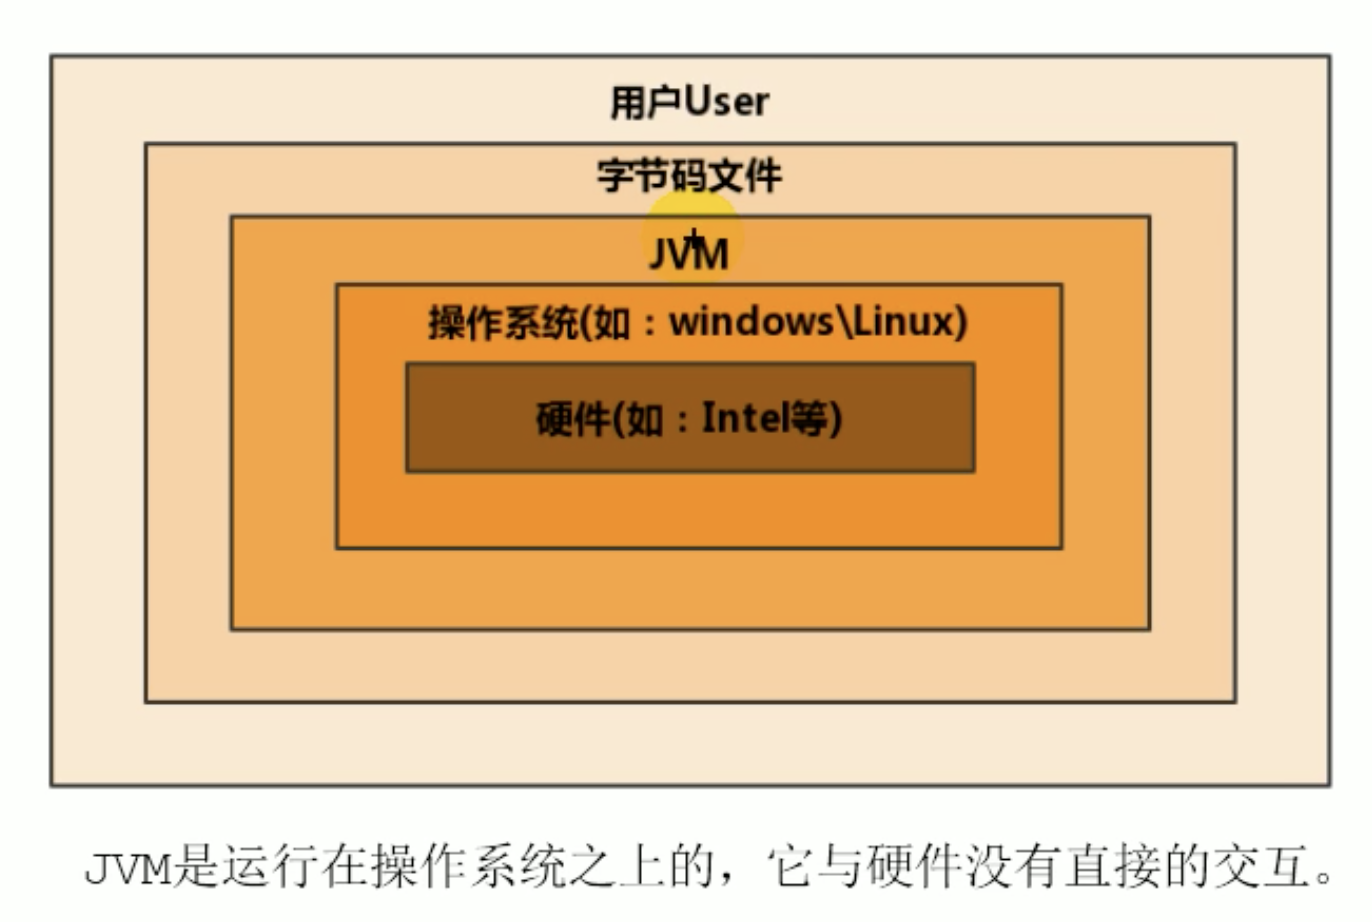 用户User
字节码文件
JVM
操作系统(如：windows\Linux)
硬件(如：Intel等)
JVM是运行在操作系统之上的，它与硬件没有直接的交互。